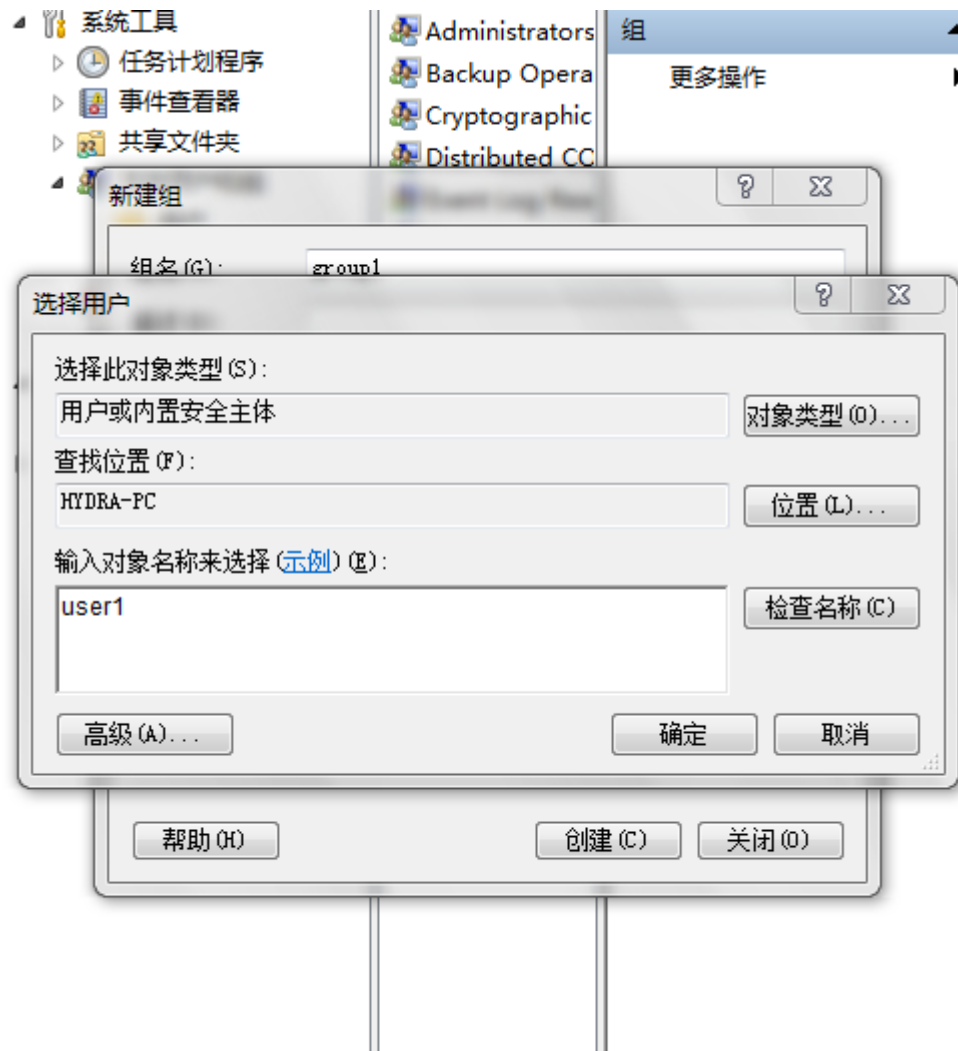 系统工具
任务计划程序
事件查看器
共享文件夹
Administrators
Backup Opera
Cryptographic
Distributed CC
组
更多操作
新建组
组名(G):
group1
选择用户
选择此对象类型(S):
用户或内置安全主体
对象类型(O)...
查找位置(F):
HYDRA-PC
位置(L)...
输入对象名称来选择(示例)(E):
user1
检查名称(C)
高级(A)...
确定
取消
帮助(H)
创建(C)
关闭(O)